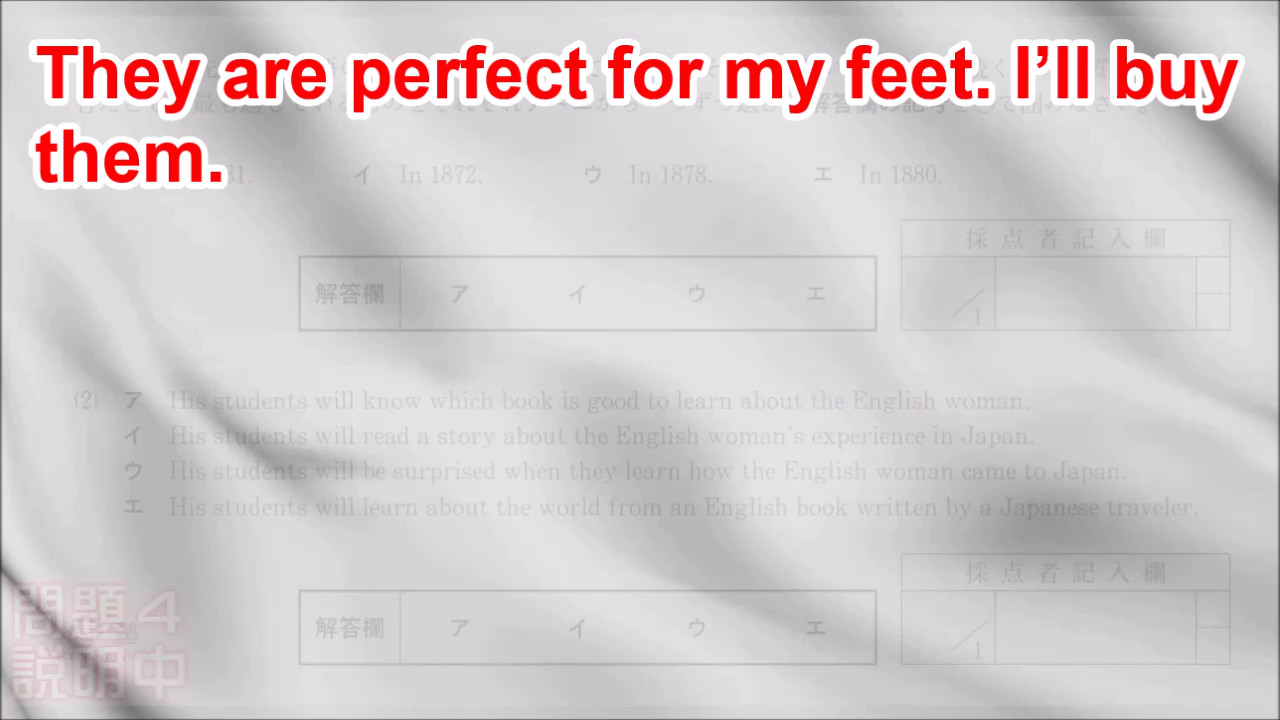 They are perfect for my feet. I’ll buy
them.
イ In 1872. ウ In 1878. エ In 1880.
採点者記入欄
解答欄 ア イ ウ エ
1
(2) ア His students will know which book is good to learn about the English woman.
イ His students will read a story about the English woman's experience in Japan.
ウ His students will be surprised when they learn how the English woman came to Japan.
エ His students will learn about the world from an English book written by a Japanese traveler.
採点者記入欄
解答欄 ア イ ウ エ
1
問題4
説明中